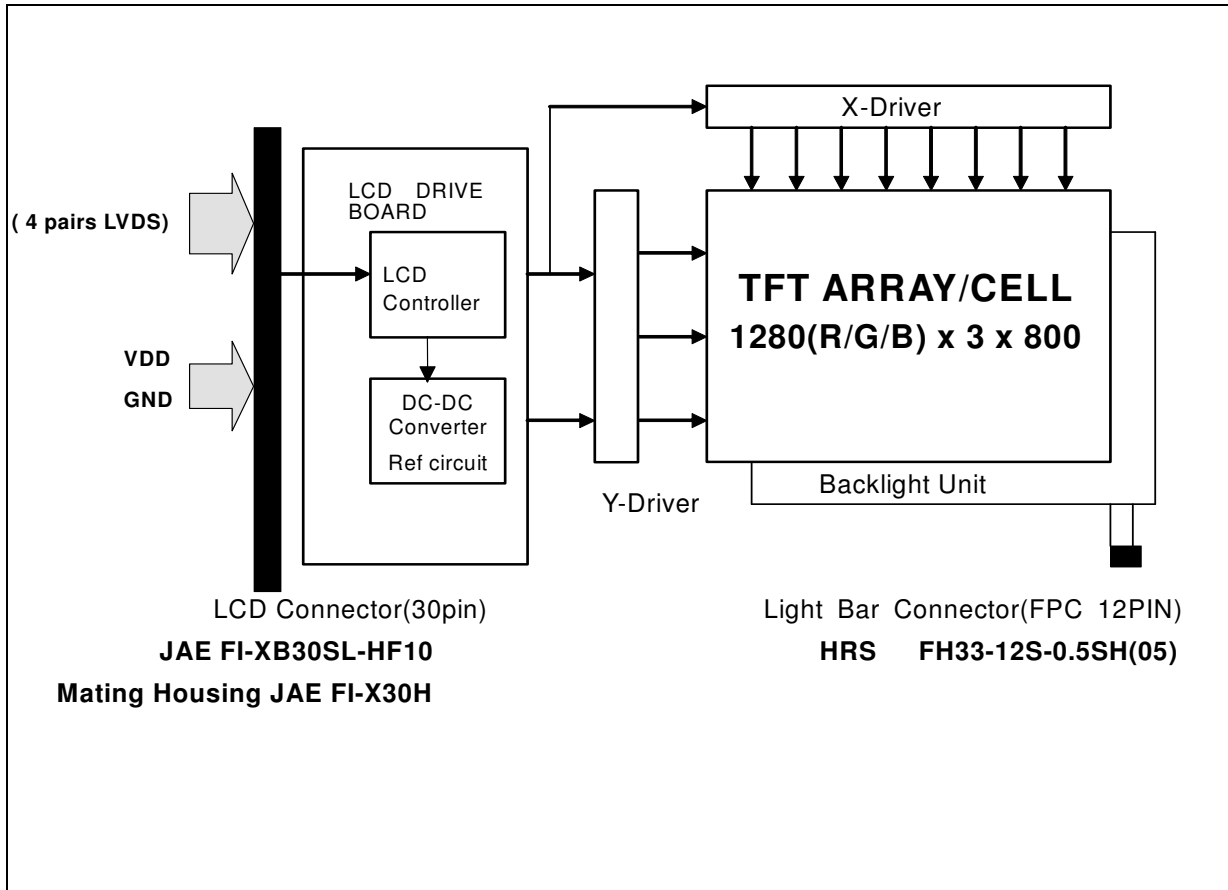 X-Driver
LCD DRIVE
BOARD
( 4 pairs LVDS)
LCD
Controller
TFT ARRAY/CELL
1280(R/G/B) x 3 x 800
VDD
GND
DC-DC
Converter
Ref circuit
Y-Driver
Backlight Unit
LCD Connector(30pin)
JAE FI-XB30SL-HF10
Mating Housing JAE FI-X30H
Light Bar Connector(FPC 12PIN)
HRS FH33-12S-0.5SH(05)